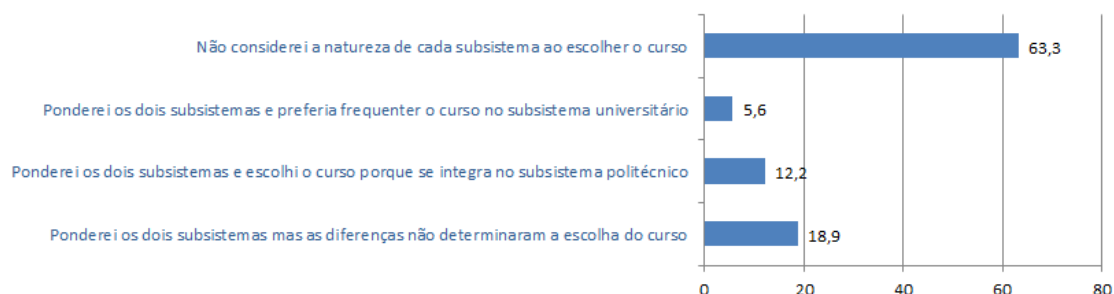 Não considerei a natureza de cada subsistema ao escolher o curso
63,3
Ponderei os dois subsistemas e preferia frequenter o curso no subsistema universitário
5,6
Ponderei os dois subsistemas e escolhi o curso porque se integra no subsistema politécnico
12,2
Ponderei os dois subsistemas mas as diferenças não determinaram a escolha do curso
18,9
0 20 40 60 80